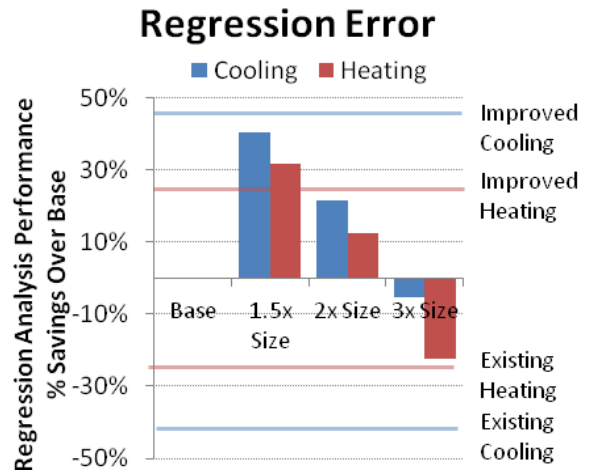 Regression Error
Cooling Heating
Regression Analysis Performance
% Savings Over Base
50%
30%
10%
-10%
-30%
-50%
Base 1.5x 2x Size 3x Size
Size
Improved
Cooling
Improved
Heating
Existing
Heating
Existing
Cooling